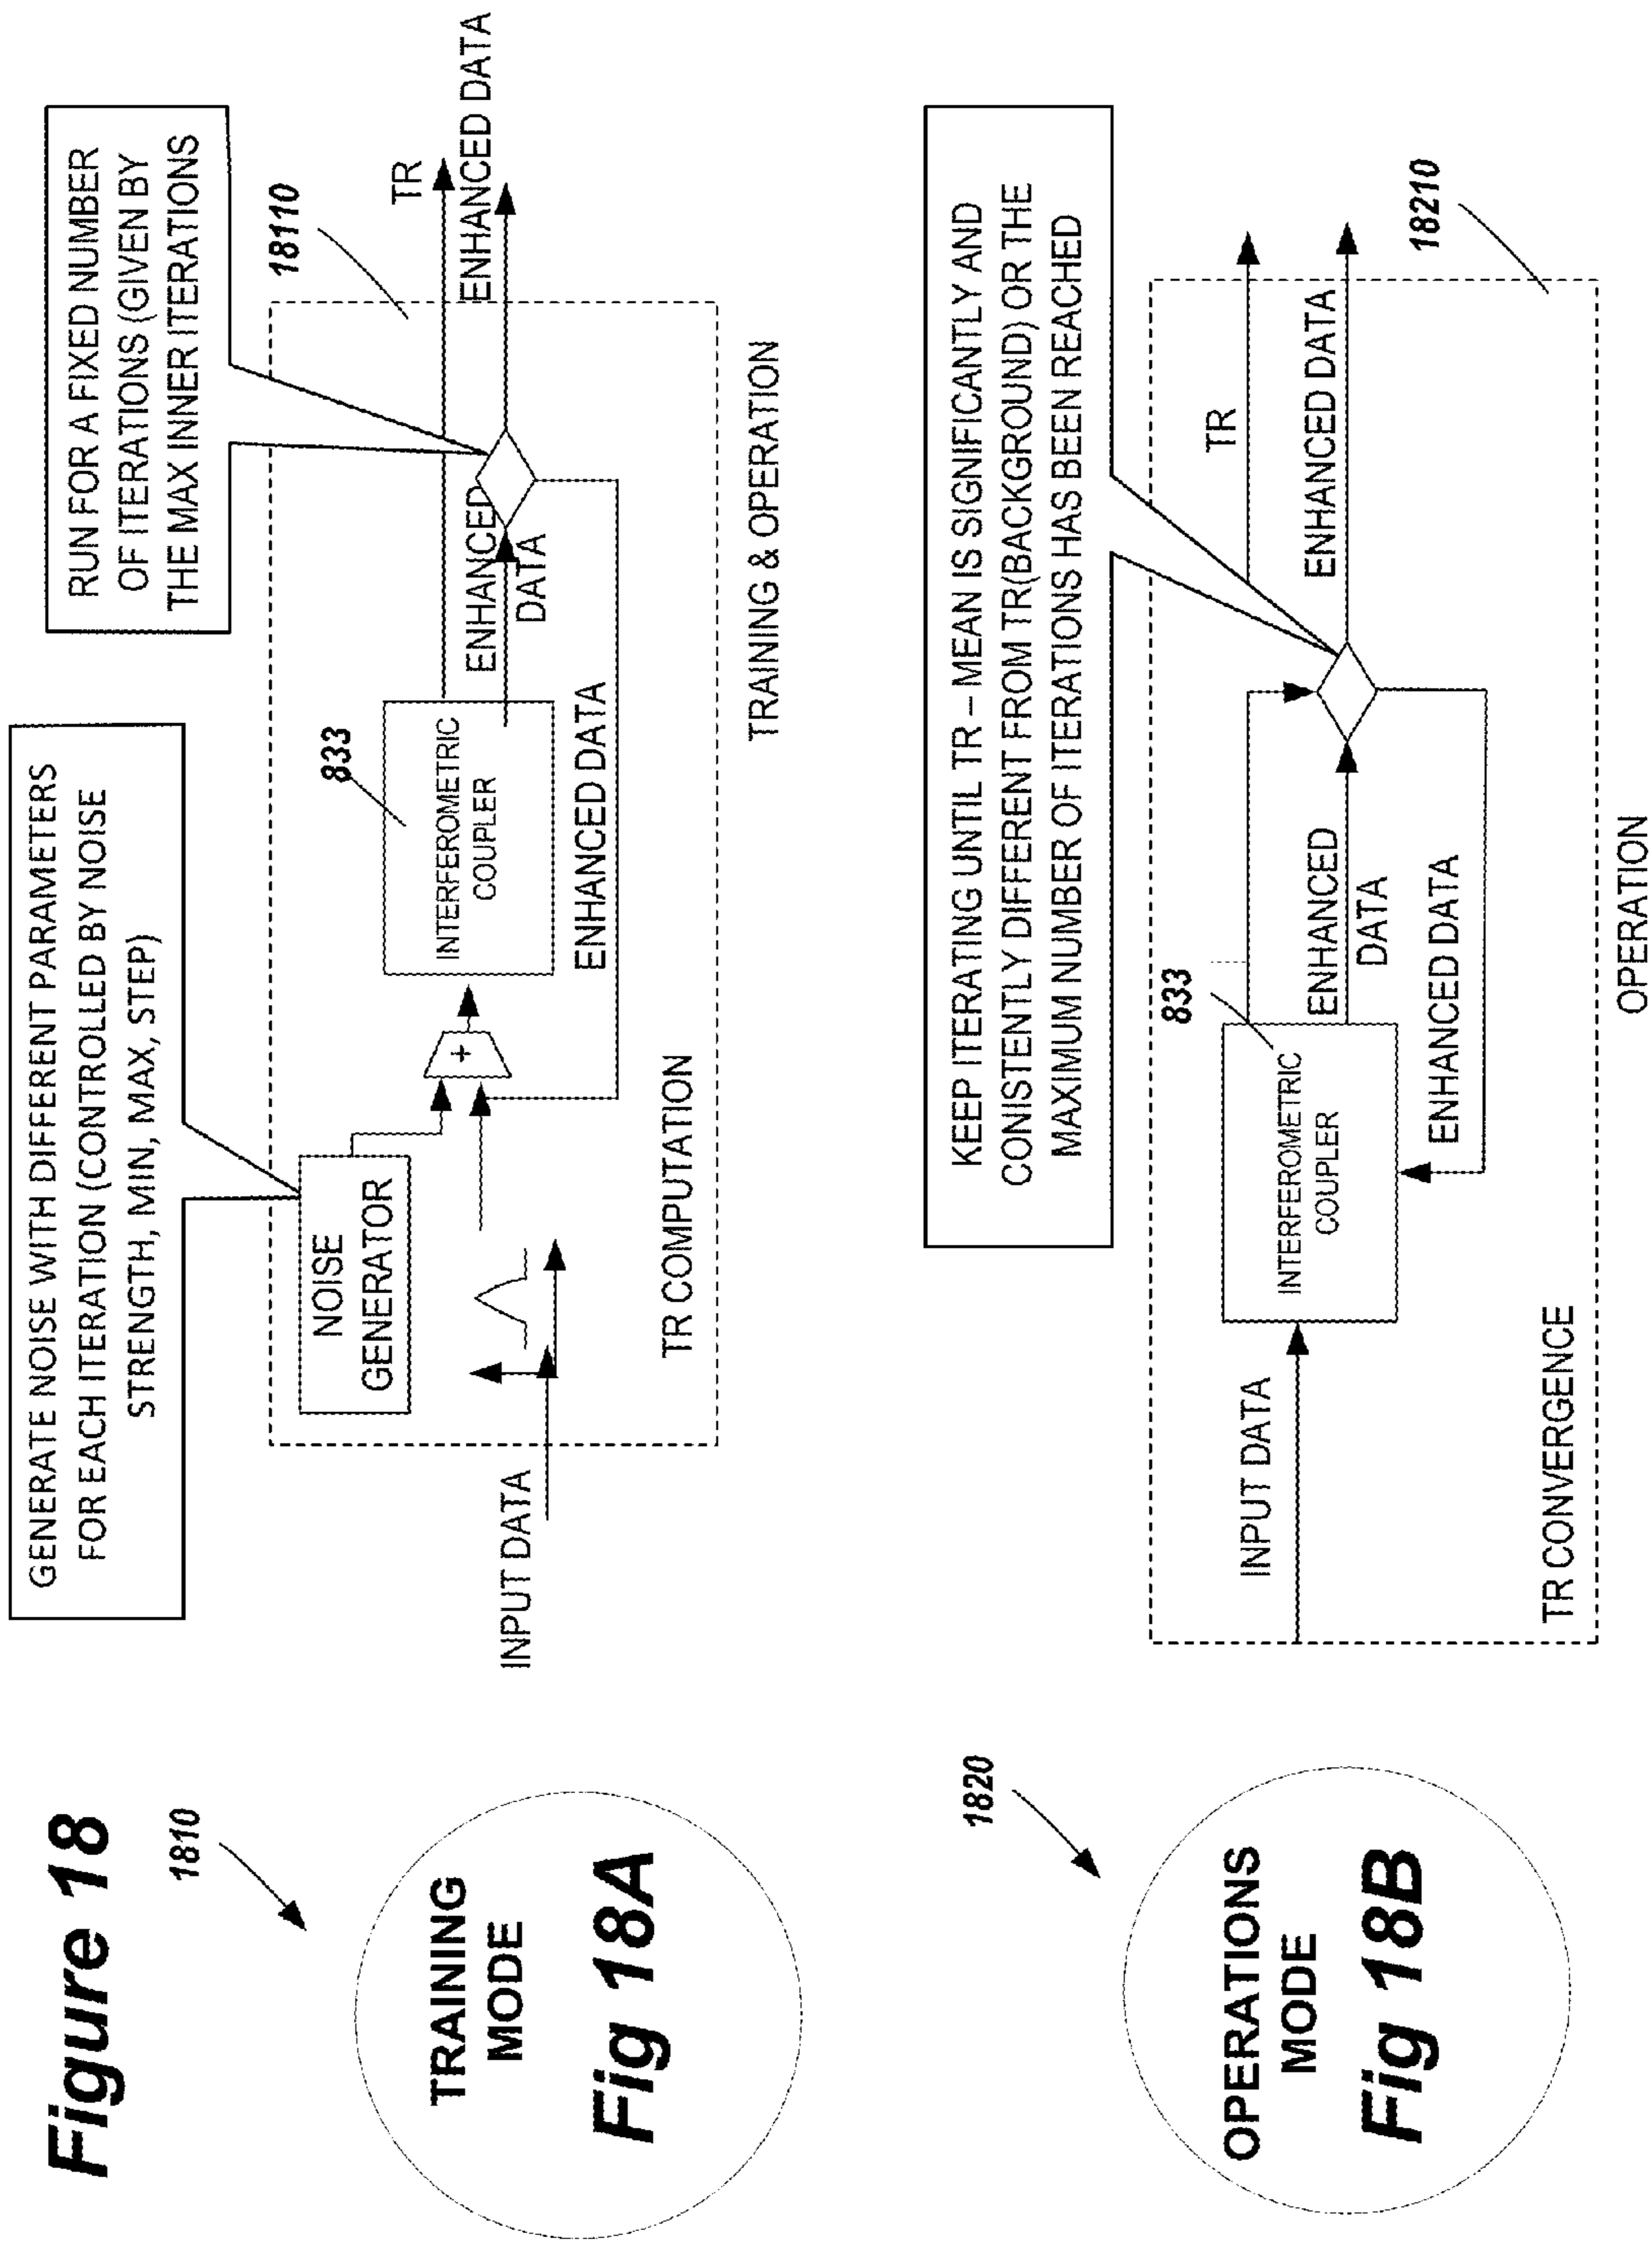 Figure 18
1810
TRAINING
MODE
Fig 18A
GENERATE NOISE WITH DIFFERENT PARAMETERS
FOR EACH ITERATION (CONTROLLED BY NOISE
STRENGTH, MIN, MAX, STEP)
RUN FOR A FIXED NUMBER
OF ITERATIONS (GIVEN BY
THE MAX INNER ITERATIONS
18110
NOISE
GENERATOR
INPUT DATA
+
833
INTERFEROMETRIC
COUPLER
ENHANCED
DATA
ENHANCED DATA
TR
ENHANCED DATA
TR COMPUTATION
TRAINING & OPERATION
1820
OPERATIONS
MODE
Fig 18B
KEEP ITERATING UNTIL TR – MEAN IS SIGNIFICANTLY AND
CONISTENTLY DIFFERENT FROM TR(BACKGROUND) OR THE
MAXIMUM NUMBER OF ITERATIONS HAS BEEN REACHED
INPUT DATA
833
INTERFEROMETRIC
COUPLER
ENHANCED
DATA
ENHANCED DATA
TR
ENHANCED DATA
18210
TR CONVERGENCE
OPERATION